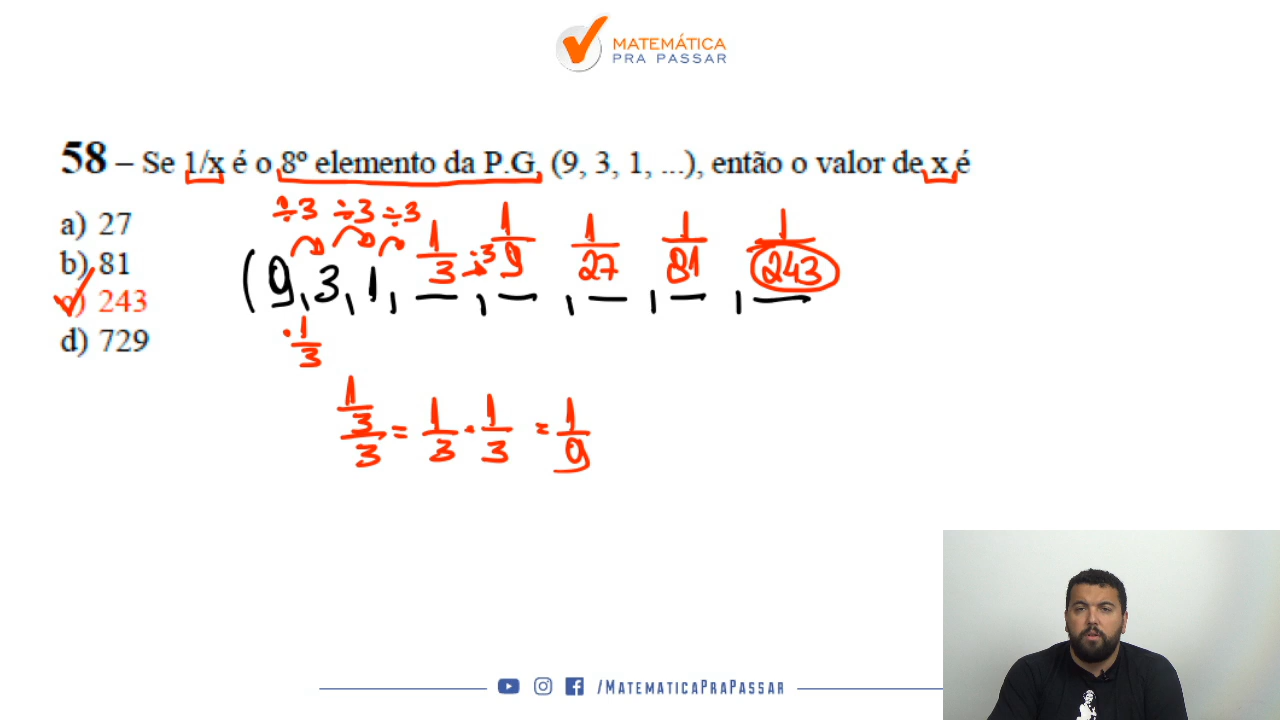 MATEMÁTICA
PRA PASSAR
58 – Se 1/x é o 8º elemento da P.G, (9, 3, 1, ...), então o valor de x é
a) 27
b) 81
c) 243
d) 729
÷3 ÷3 ÷3
(9, 3, 1, 1/3, ÷3 1/9, 1/27, 1/81, 1/243
· 1/3
1/3/3 = 1/3 · 1/3 = 1/9
/MATEMATICAPRAPASSAR